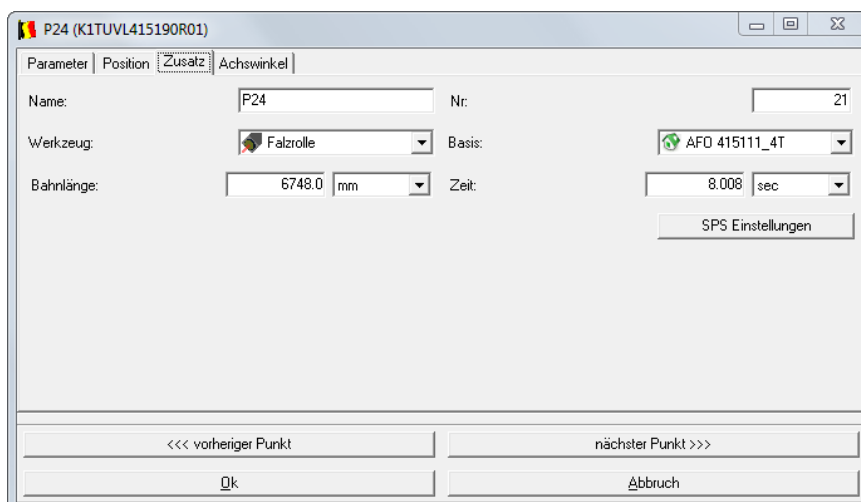 P24 (K1TUVL415190R01)
Parameter Position Zusatz Achswinkel
Name: P24 Nr: 21
Werkzeug: Falzrolle Basis: AFO 415111_4T
Bahnlänge: 6748.0 mm Zeit: 8.008 sec
SPS Einstellungen
<<< vorheriger Punkt nächster Punkt >>>
Ok Abbruch